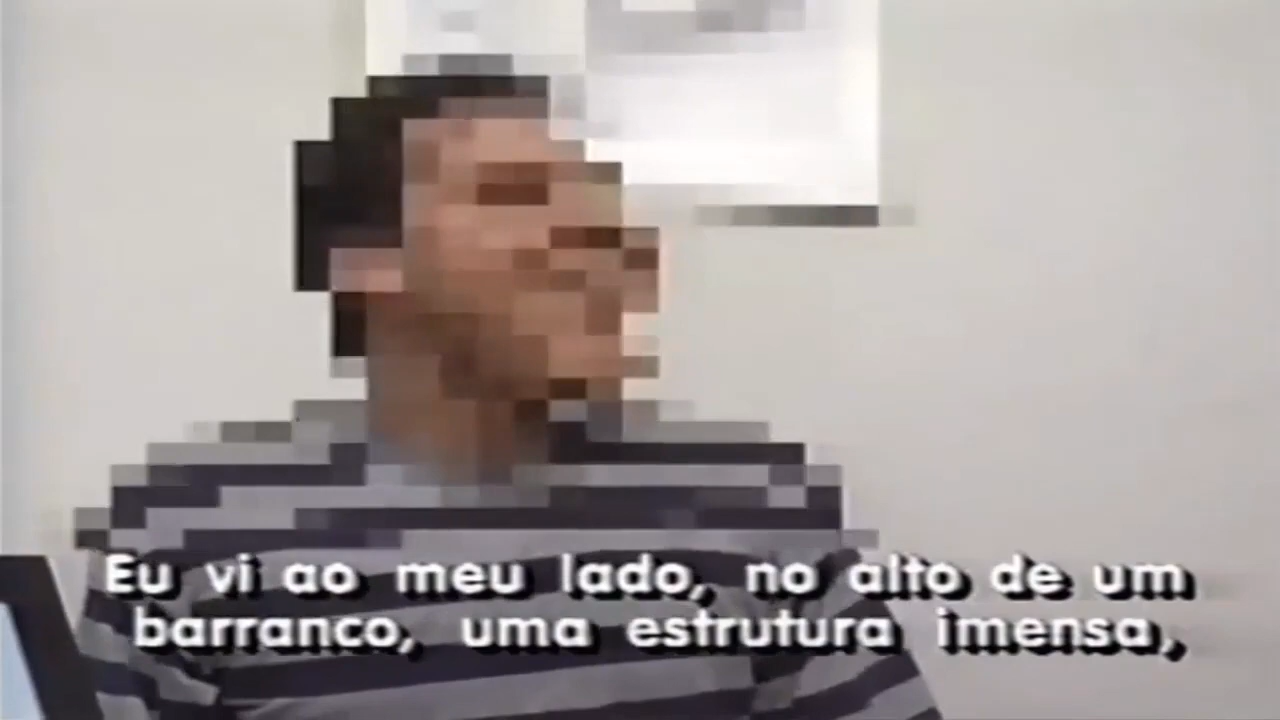 Eu vi ao meu lado, no alto de um
barranco, uma estrutura imensa,